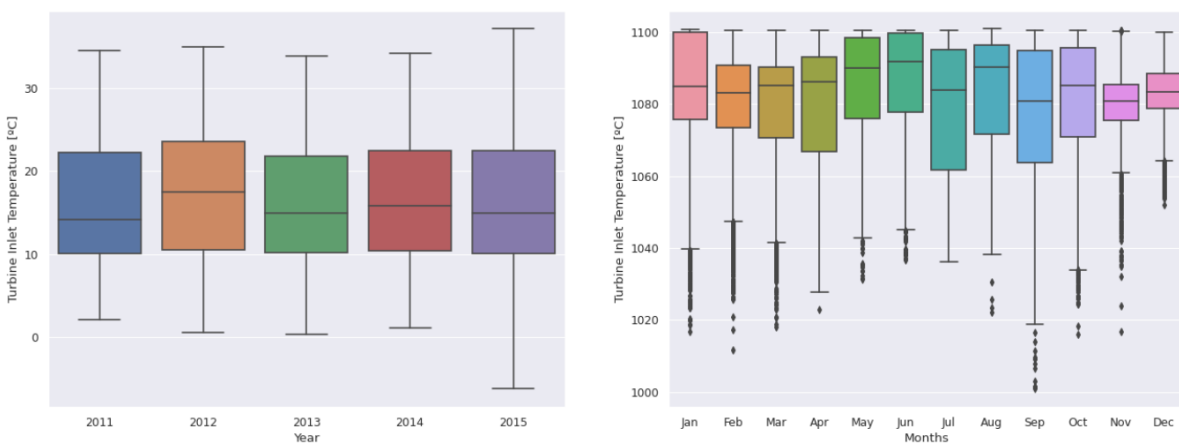 Turbine Inlet Temperature [ºC]
30
20
10
0
2011 2012 2013 2014 2015
Year
Turbine Inlet Temperature [ºC]
1100
1080
1060
1040
1020
1000
Jan Feb Mar Apr May Jun Jul Aug Sep Oct Nov Dec
Months